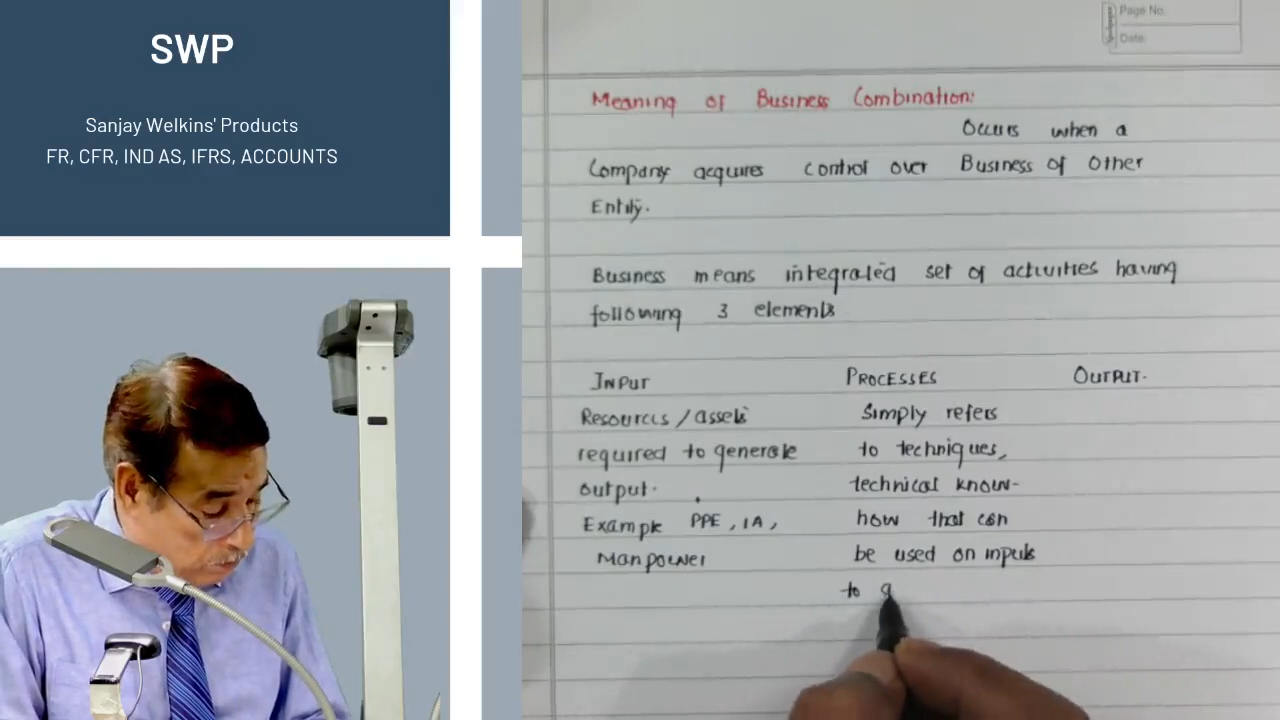 SWP
Sanjay Welkins' Products
FR, CFR, IND AS, IFRS, ACCOUNTS
Page No.
Date:
Meaning of Business Combination:
Occurs when a
Company acquires control over Business of Other
Entity.
Business means integrated set of activities having
following 3 elements
INPUT PROCESSES OUTPUT.
Resources / assets simply refers
required to generate to techniques,
output. technical know-
Example PPE, IA, how that can
Manpower be used on inputs
to g